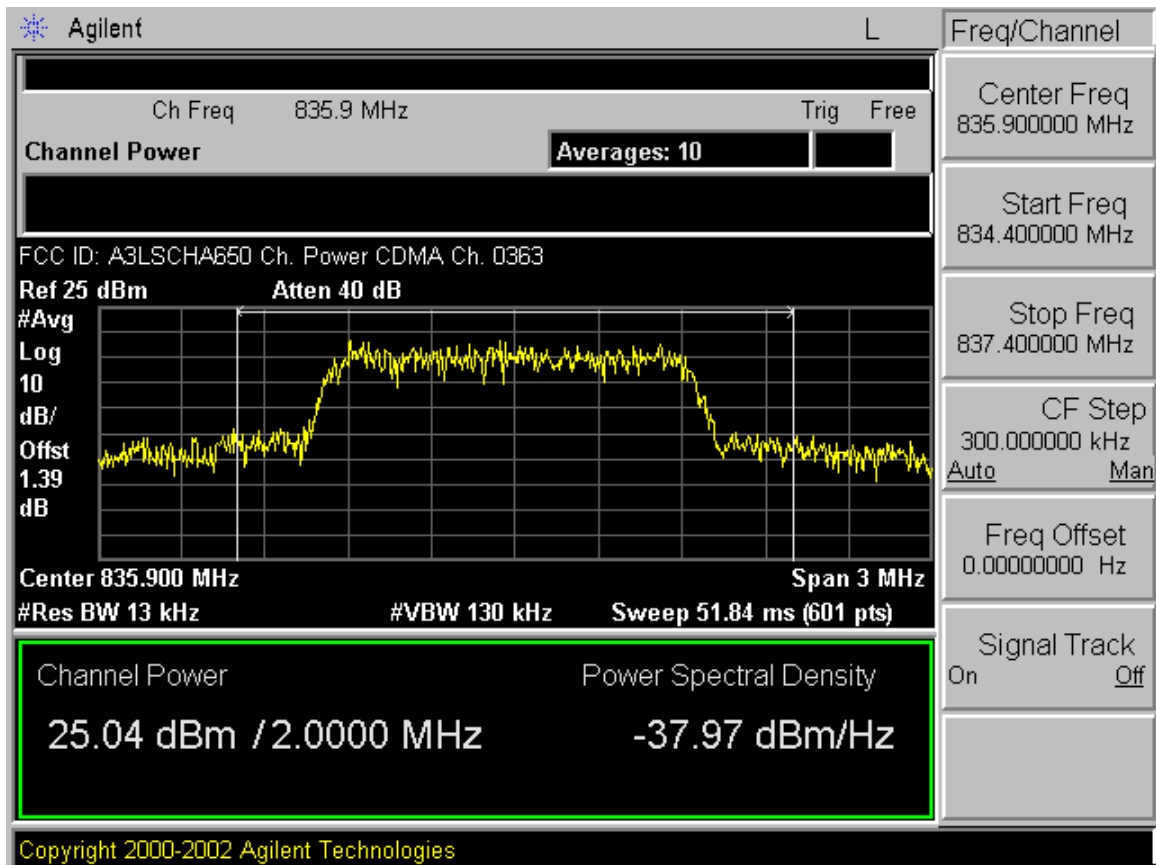 Agilent L
Freq/Channel
Ch Freq 835.9 MHz Trig Free
Channel Power Averages: 10
FCC ID: A3LSCHA650 Ch. Power CDMA Ch. 0363
Ref 25 dBm Atten 40 dB
#Avg
Log
10
dB/
Offst
1.39
dB
Center 835.900 MHz Span 3 MHz
#Res BW 13 kHz #VBW 130 kHz Sweep 51.84 ms (601 pts)
Channel Power Power Spectral Density
25.04 dBm / 2.0000 MHz -37.97 dBm/Hz
Center Freq
835.900000 MHz
Start Freq
834.400000 MHz
Stop Freq
837.400000 MHz
CF Step
300.000000 kHz
Auto Man
Freq Offset
0.00000000 Hz
Signal Track
On Off
Copyright 2000-2002 Agilent Technologies